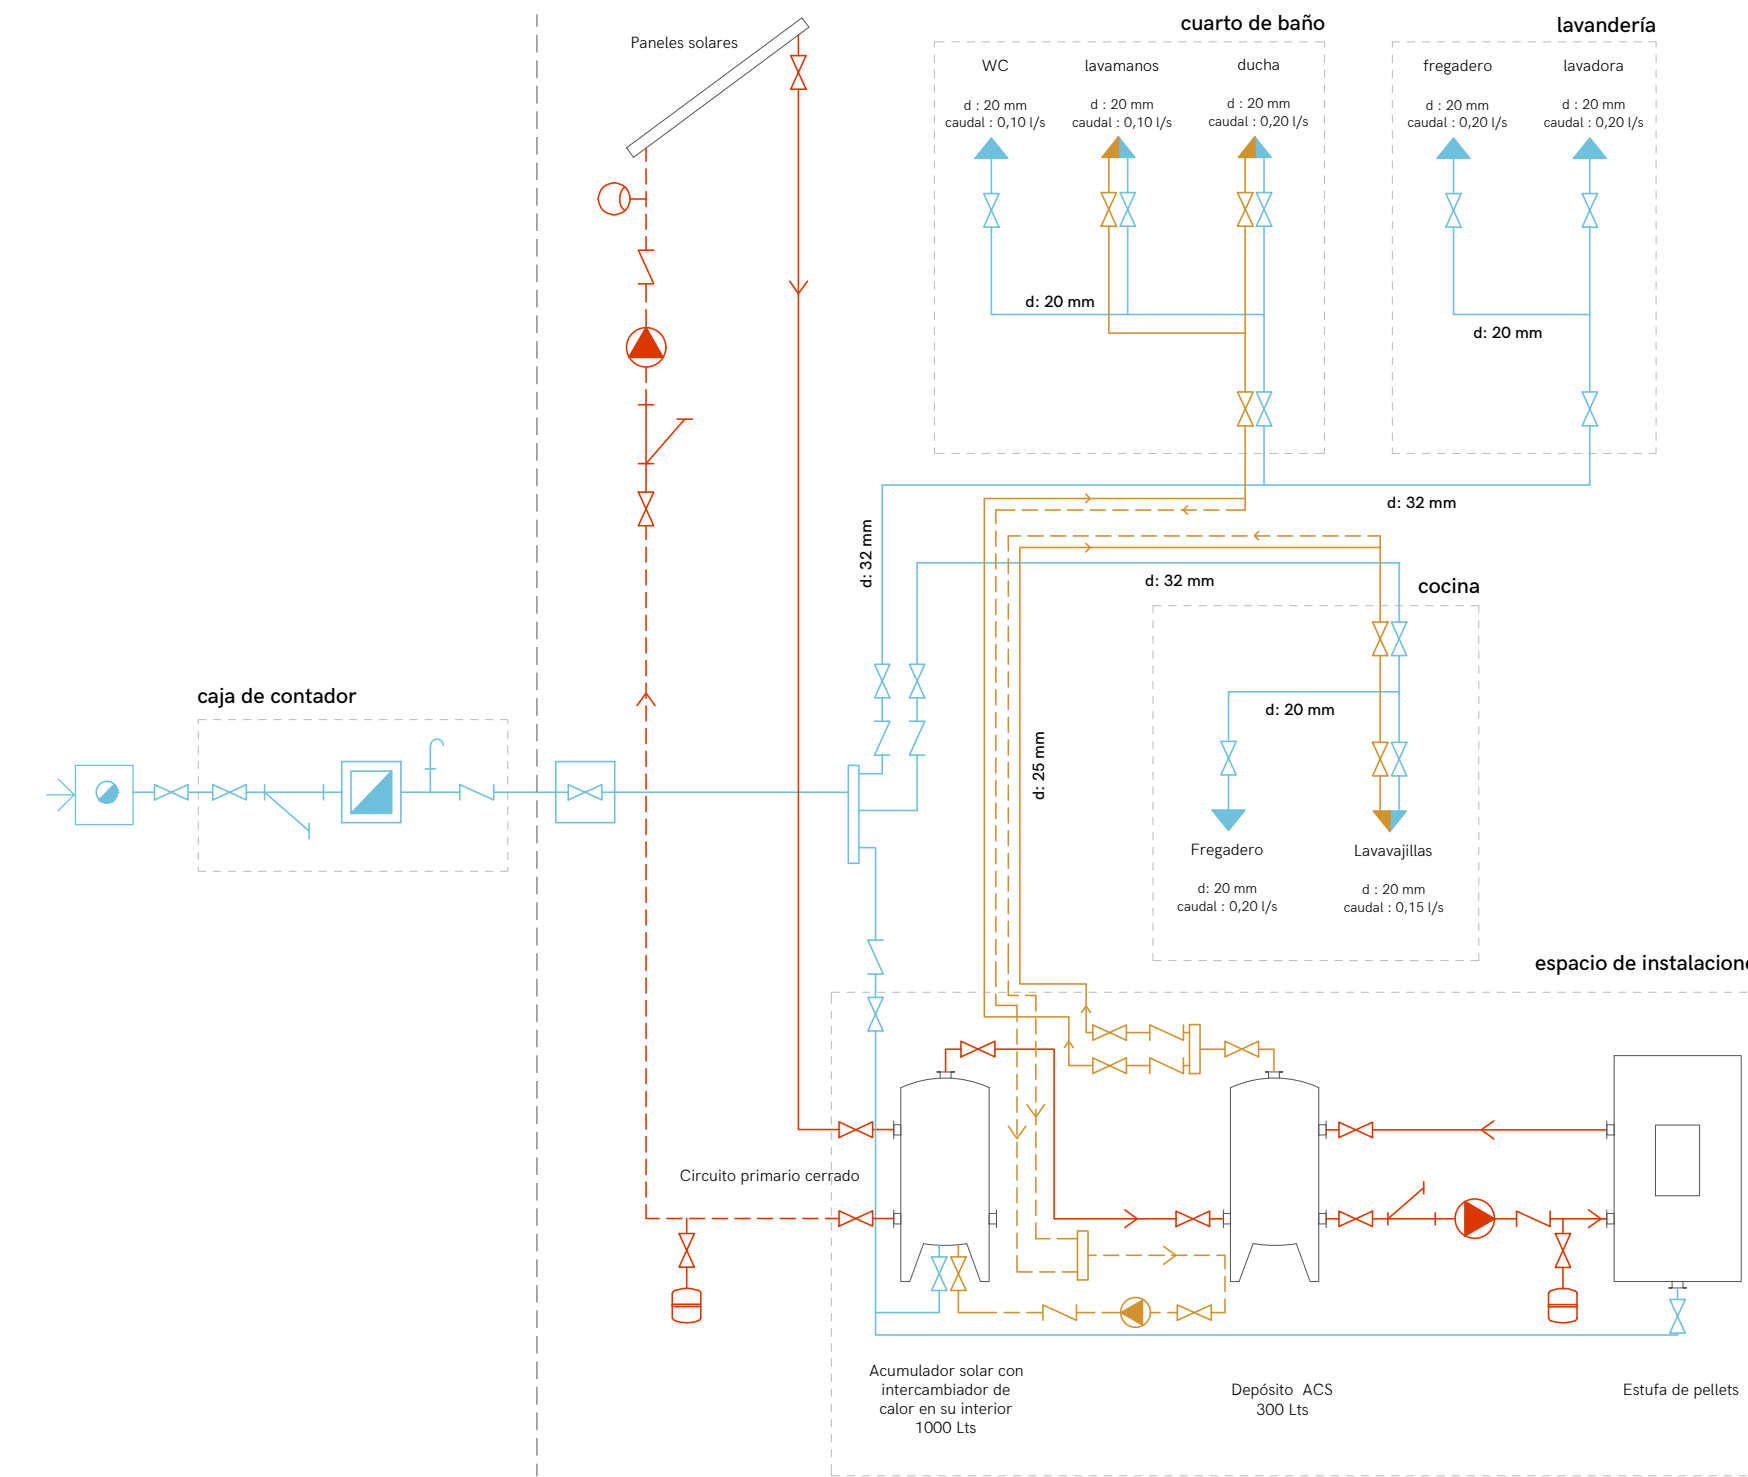 cuarto de baño
lavandería
Paneles solares
WC
lavamanos
ducha
fregadero
lavadora
d : 20 mm
caudal : 0,10 l/s
d : 20 mm
caudal : 0,10 l/s
d : 20 mm
caudal : 0,20 l/s
d : 20 mm
caudal : 0,20 l/s
d : 20 mm
caudal : 0,20 l/s
d: 20 mm
d: 20 mm
d: 32 mm
d: 32 mm
d: 32 mm
cocina
caja de contador
d: 20 mm
d: 25 mm
Fregadero
d: 20 mm
caudal : 0,20 l/s
Lavavajillas
d : 20 mm
caudal : 0,15 l/s
espacio de instalacione
Circuito primario cerrado
Acumulador solar con
intercambiador de
calor en su interior
1000 Lts
Depósito ACS
300 Lts
Estufa de pellets